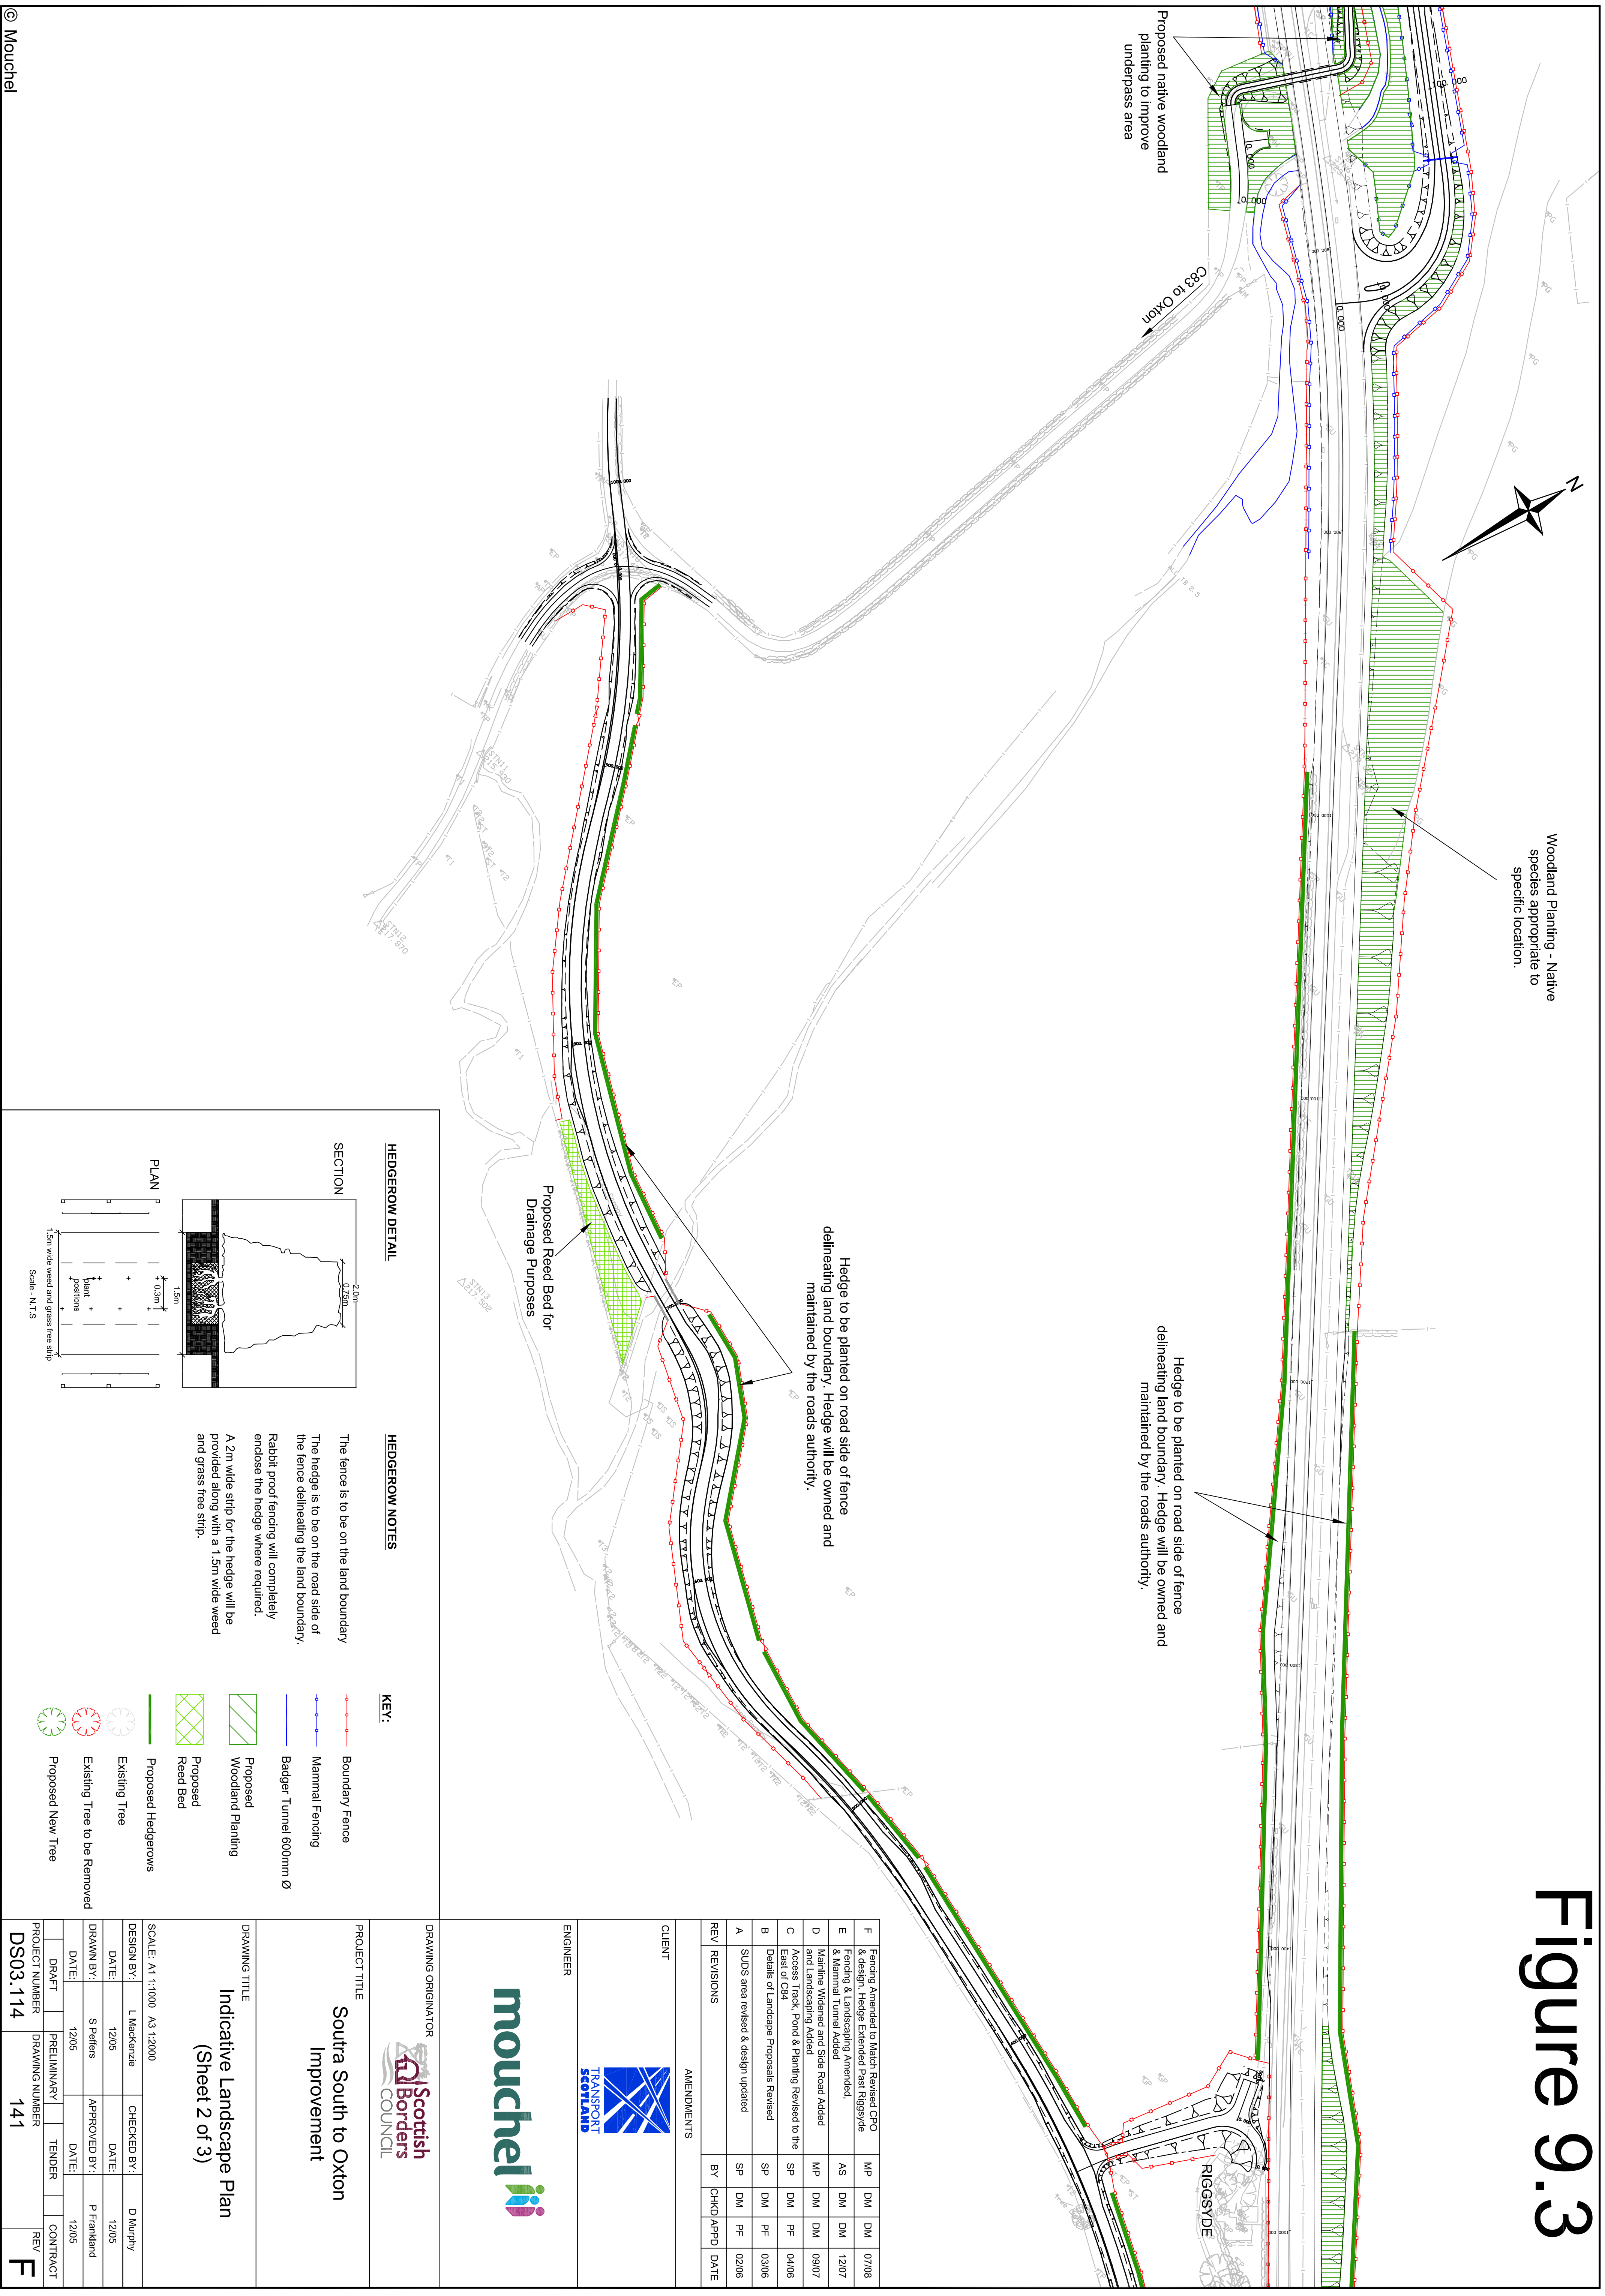 Figure 9.3
Woodland Planting - Native
species appropriate to
specific location.
N
Proposed native woodland
planting to improve
underpass area
C83 to Oxton
Hedge to be planted on road side of fence
delineating land boundary. Hedge will be owned and
maintained by the roads authority.
Hedge to be planted on road side of fence
delineating land boundary. Hedge will be owned and
maintained by the roads authority.
Proposed Reed Bed for
Drainage Purposes
RIGGSYDE
HEDGEROW DETAIL
SECTION
2.0m
0.75m
1.5m
PLAN
0.3m
plant
positions
1.5m wide weed and grass free strip
Scale - N.T.S
HEDGEROW NOTES
The fence is to be on the land boundary
The hedge is to be on the road side of
the fence delineating the land boundary.
Rabbit proof fencing will completely
enclose the hedge where required.
A 2m wide strip for the hedge will be
provided along with a 1.5m wide weed
and grass free strip.
KEY:
Boundary Fence
Mammal Fencing
Badger Tunnel 600mm Ø
Proposed
Woodland Planting
Proposed
Reed Bed
Proposed Hedgerows
Existing Tree
Existing Tree to be Removed
Proposed New Tree
F Fencing Amended to Match Revised CPO MP DM DM 07/08
& design, Hedge Extended Past Riggsyde
E Fencing & Landscaping Amended, AS DM DM 12/07
& Mammal Tunnel Added
D Mainline Widened and Side Road Added MP DM DM 09/07
and Landscaping Added
C Access Track, Pond & Planting Revised to the SP DM PF 04/06
East of C84
B Details of Landscape Proposals Revised SP DM PF 03/06
A SUDS area revised & design updated SP DM PF 02/06
REV REVISIONS BY CHKD APPD DATE
AMENDMENTS
CLIENT
TRANSPORT
SCOTLAND
ENGINEER
mouchel
DRAWING ORIGINATOR
Scottish
Borders
COUNCIL
PROJECT TITLE
Soutra South to Oxton
Improvement
DRAWING TITLE
Indicative Landscape Plan
(Sheet 2 of 3)
SCALE: A1 1:1000 A3 1:2000
DESIGN BY: L MacKenzie CHECKED BY: D Murphy
DATE: 12/05 DATE: 12/05
DRAWN BY: S Peffers APPROVED BY: P Frankland
DATE: 12/05 DATE: 12/05
DRAFT PRELIMINARY TENDER CONTRACT
PROJECT NUMBER DRAWING NUMBER REV
DS03.114 141 F
© Mouchel